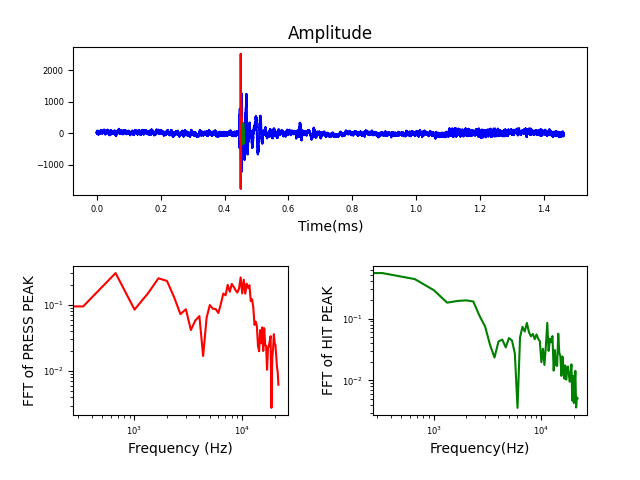 Amplitude
2000
1000
0
−1000
0.0 0.2 0.4 0.6 0.8 1.0 1.2 1.4
Time(ms)
FFT of PRESS PEAK
10⁻¹
10⁻²
10³ 10⁴
Frequency (Hz)
FFT of HIT PEAK
10⁻¹
10⁻²
10³ 10⁴
Frequency(Hz)